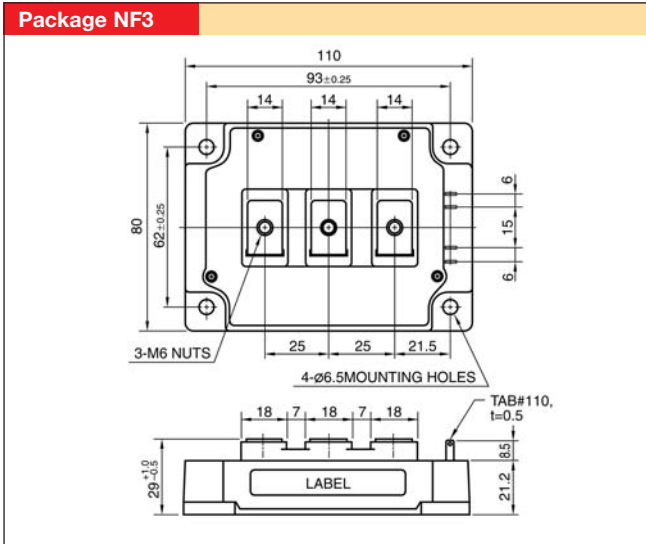 Package NF3
110
93±0.25
14 14 14
80
62±0.25
6
15
6
25 25 21.5
3-M6 NUTS
4-ø6.5MOUNTING HOLES
18 7 18 7 18
TAB#110,
t=0.5
29 +1.0 -0.5
8.5
21.2
LABEL